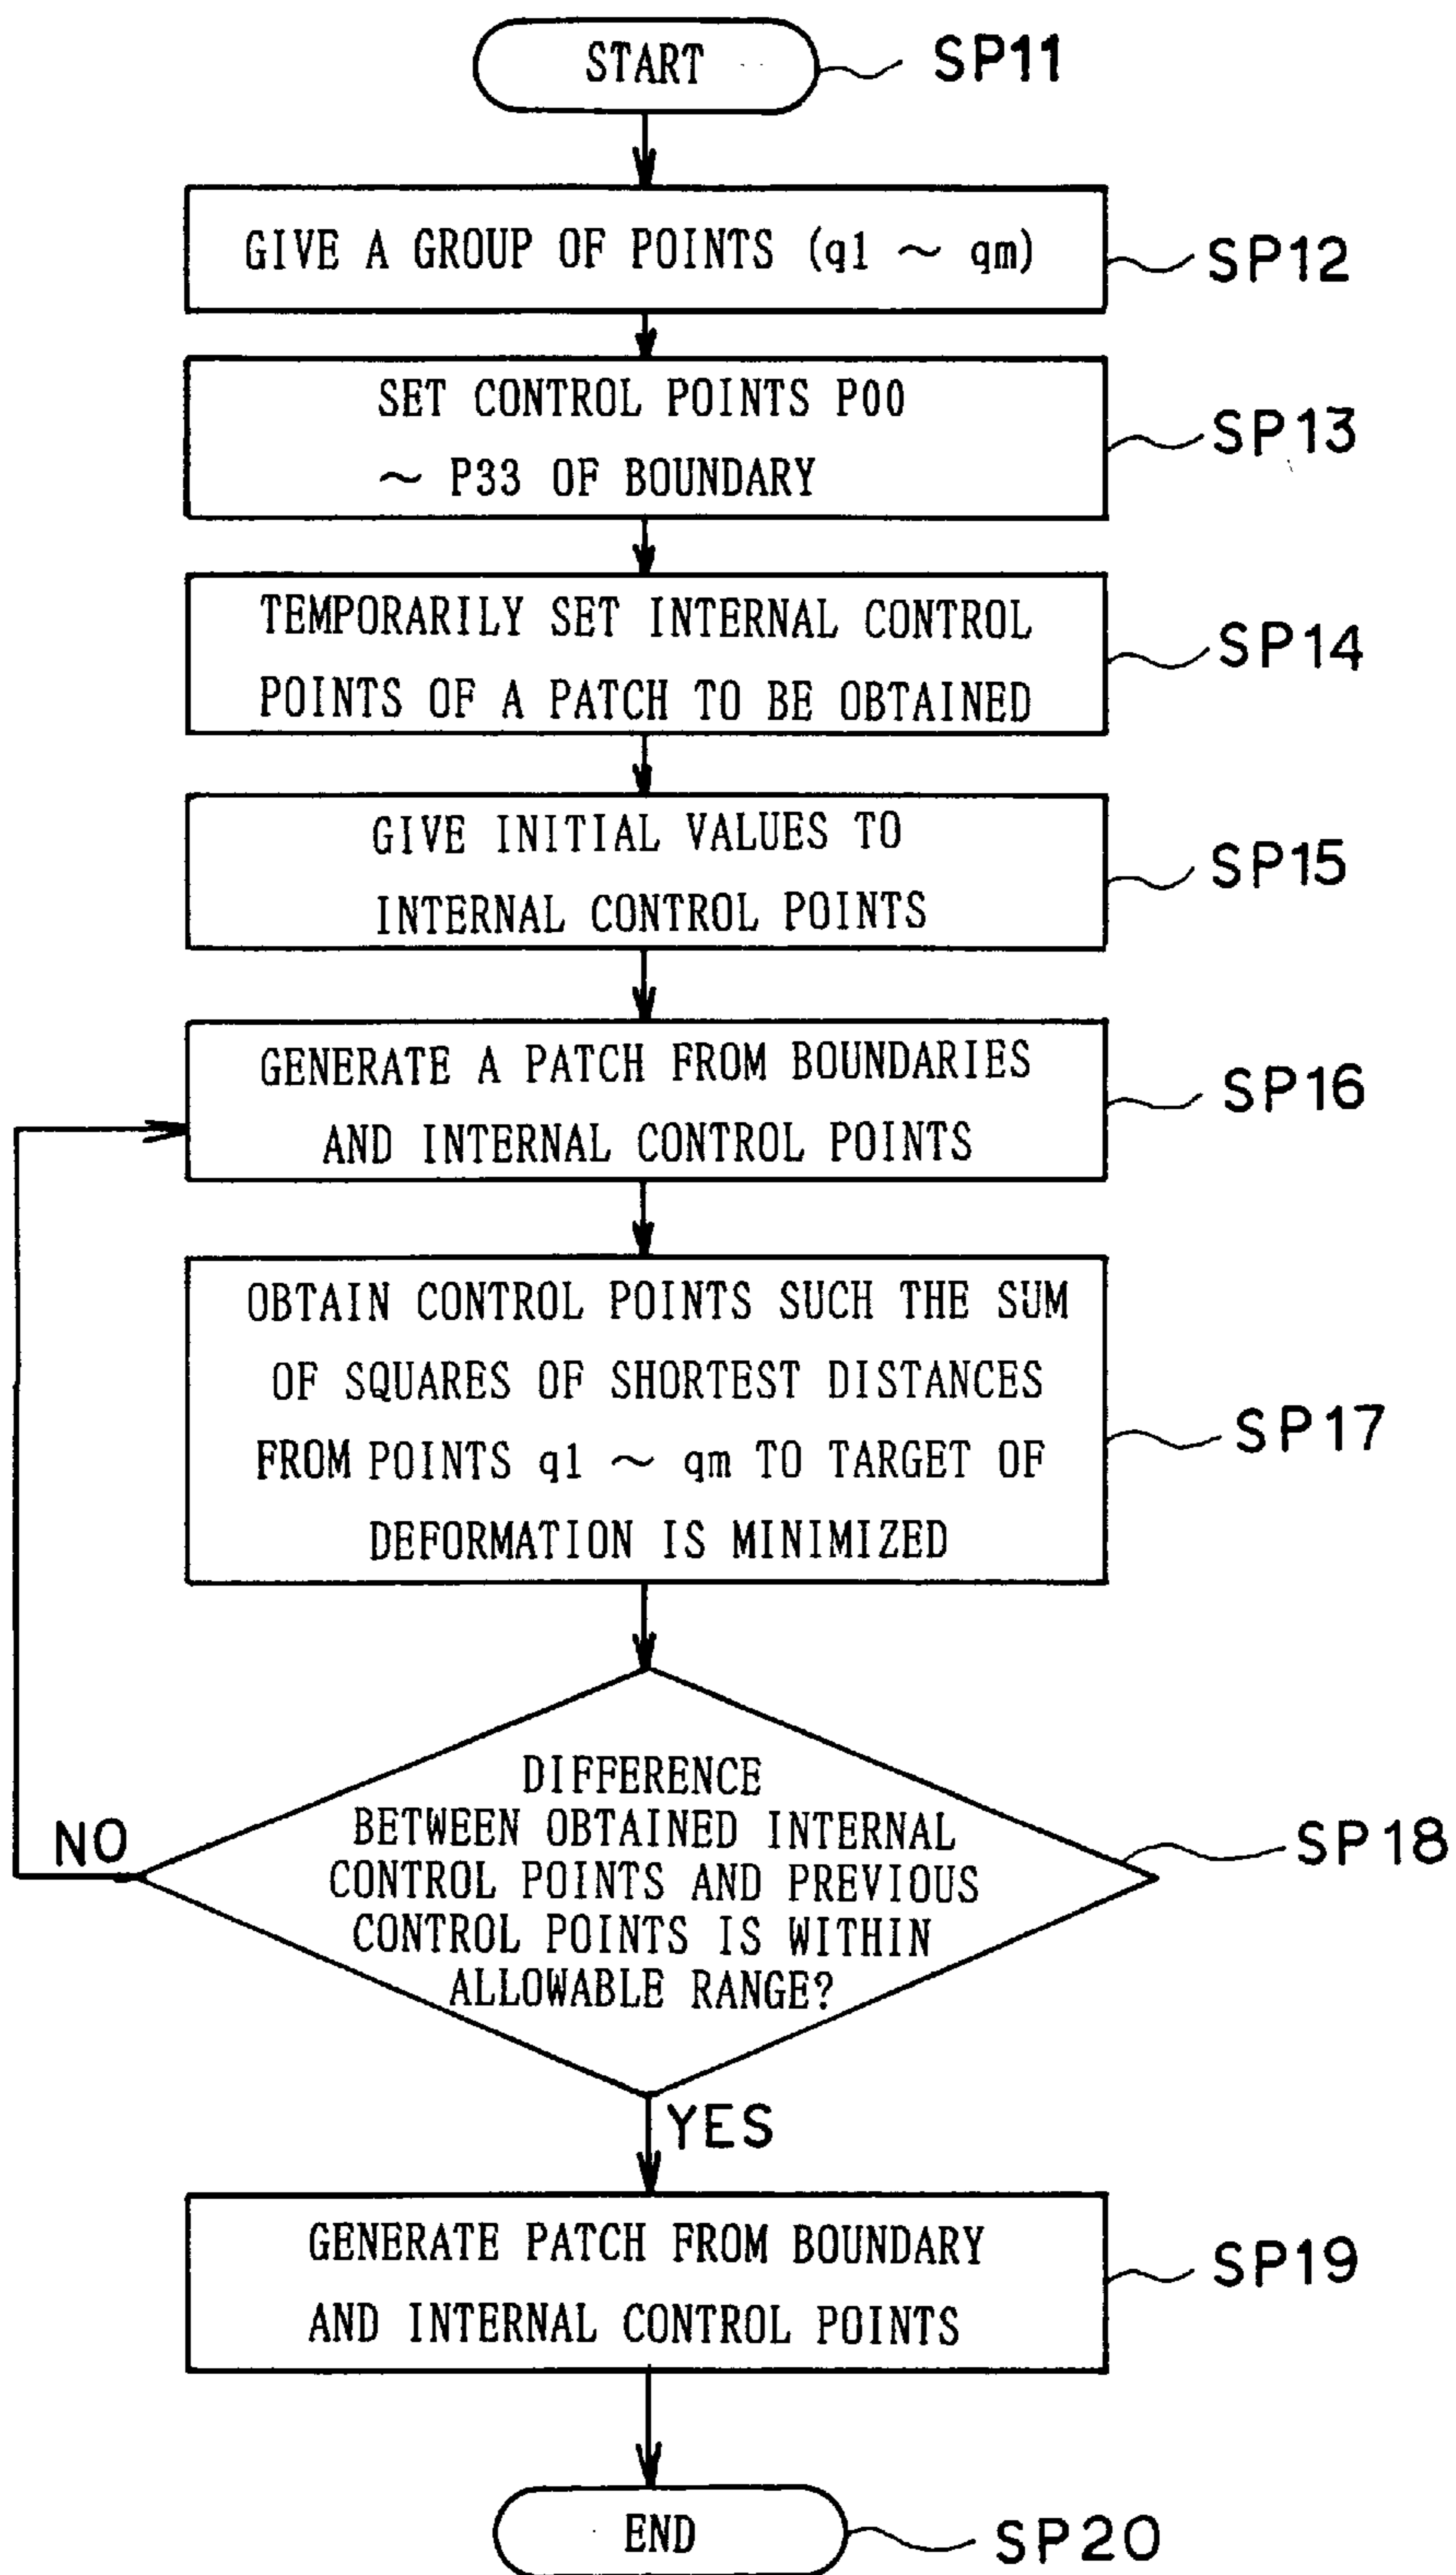 START
SP11
GIVE A GROUP OF POINTS (q1 ~ qm)
SP12
SET CONTROL POINTS P00
~ P33 OF BOUNDARY
SP13
TEMPORARILY SET INTERNAL CONTROL
POINTS OF A PATCH TO BE OBTAINED
SP14
GIVE INITIAL VALUES TO
INTERNAL CONTROL POINTS
SP15
GENERATE A PATCH FROM BOUNDARIES
AND INTERNAL CONTROL POINTS
SP16
OBTAIN CONTROL POINTS SUCH THE SUM
OF SQUARES OF SHORTEST DISTANCES
FROM POINTS q1 ~ qm TO TARGET OF
DEFORMATION IS MINIMIZED
SP17
DIFFERENCE
BETWEEN OBTAINED INTERNAL
CONTROL POINTS AND PREVIOUS
CONTROL POINTS IS WITHIN
ALLOWABLE RANGE?
SP18
NO
YES
GENERATE PATCH FROM BOUNDARY
AND INTERNAL CONTROL POINTS
SP19
END
SP20